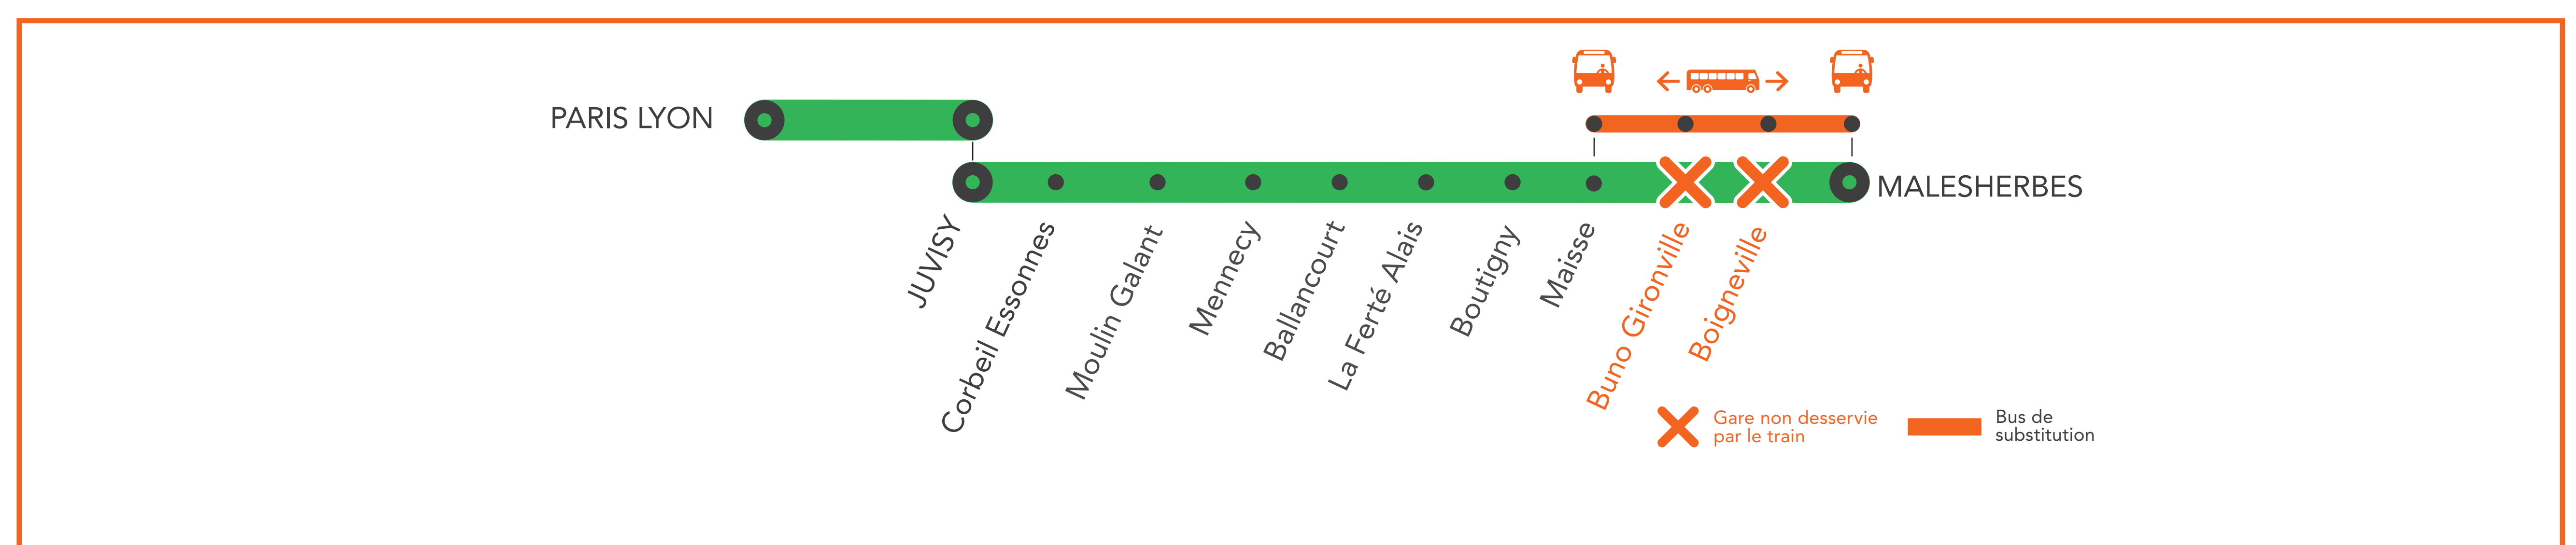 PARIS LYON
MALESHERBES
JUVISY
Corbeil Essonnes
Moulin Galant
Mennecy
Ballancourt
La Ferté Alais
Boutigny
Maisse
Buno Gironville
Boigneville
Gare non desservie
par le train
Bus de
substitution